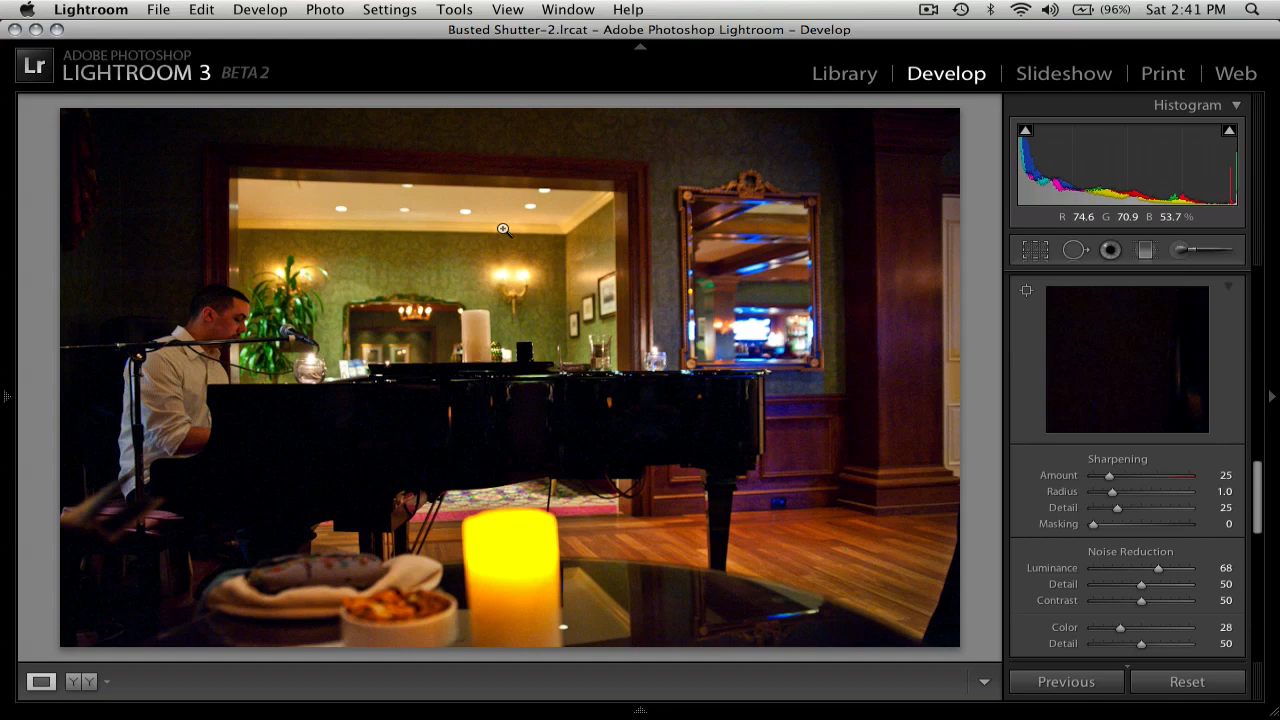 Lightroom File Edit Develop Photo Settings Tools View Window Help (96%) Sat 2:41 PM
Busted Shutter-2.lrcat – Adobe Photoshop Lightroom – Develop
Lr ADOBE PHOTOSHOP
LIGHTROOM 3 BETA 2
Library | Develop | Slideshow | Print | Web
Histogram
R 74.6 G 70.9 B 53.7 %
Sharpening
Amount 25
Radius 1.0
Detail 25
Masking 0
Noise Reduction
Luminance 68
Detail 50
Contrast 50
Color 28
Detail 50
Y Y
Previous Reset